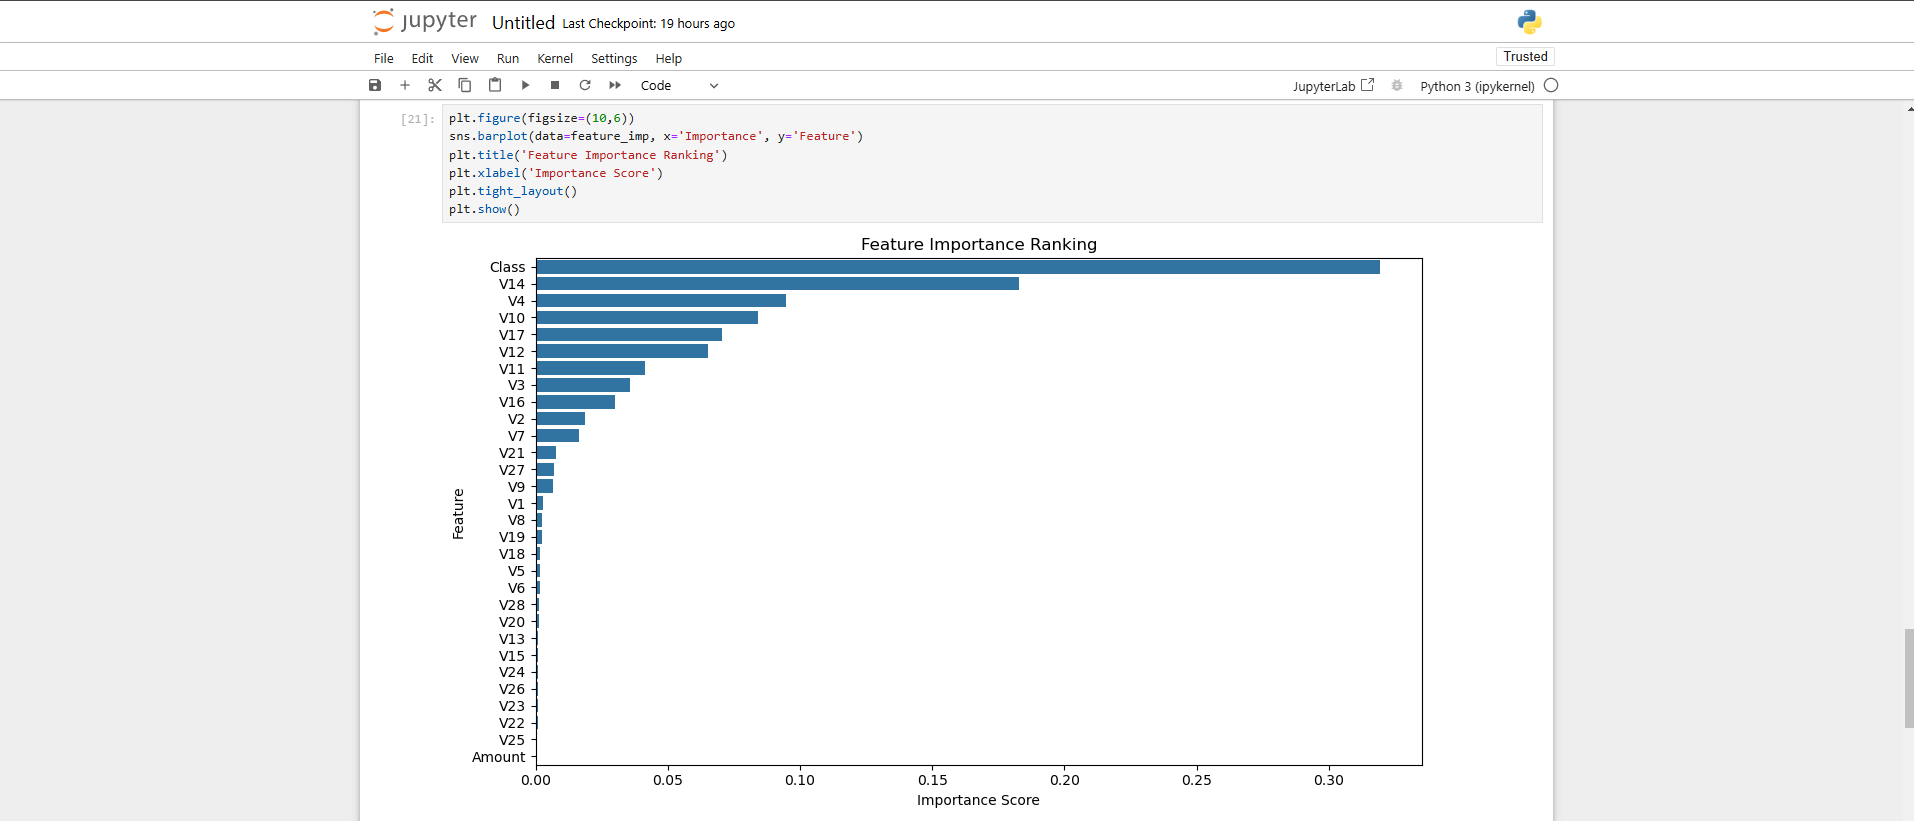 jupyter Untitled Last Checkpoint: 19 hours ago
File Edit View Run Kernel Settings Help Trusted
Code JupyterLab Python 3 (ipykernel)
[21]: plt.figure(figsize=(10,6))
sns.barplot(data=feature_imp, x='Importance', y='Feature')
plt.title('Feature Importance Ranking')
plt.xlabel('Importance Score')
plt.tight_layout()
plt.show()
Feature Importance Ranking
Class
V14
V4
V10
V17
V12
V11
V3
V16
V2
V7
V21
V27
V9
V1
V8
V19
V18
V5
V6
V28
V20
V13
V15
V24
V26
V23
V22
V25
Amount
Feature
0.00 0.05 0.10 0.15 0.20 0.25 0.30
Importance Score